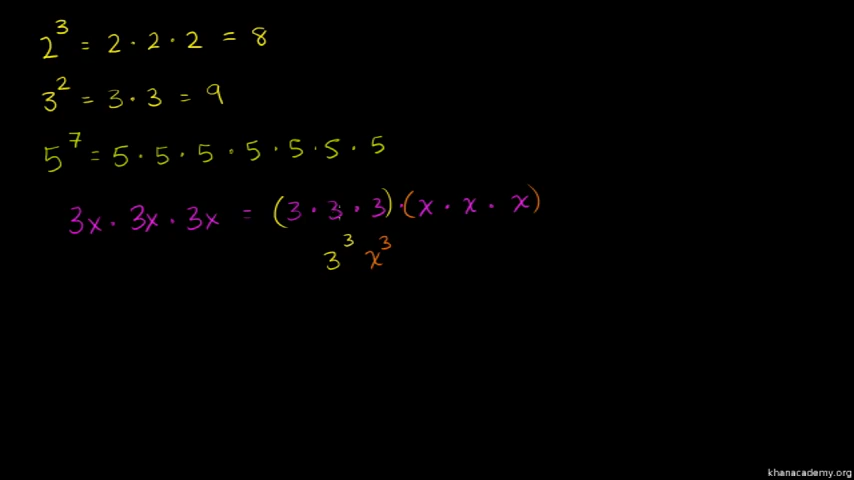 2³ = 2 · 2 · 2 = 8
3² = 3 · 3 = 9
5⁷ = 5 · 5 · 5 · 5 · 5 · 5 · 5
3x · 3x · 3x = (3 · 3 · 3) · (x · x · x)
3³ x³
khanacademy.org